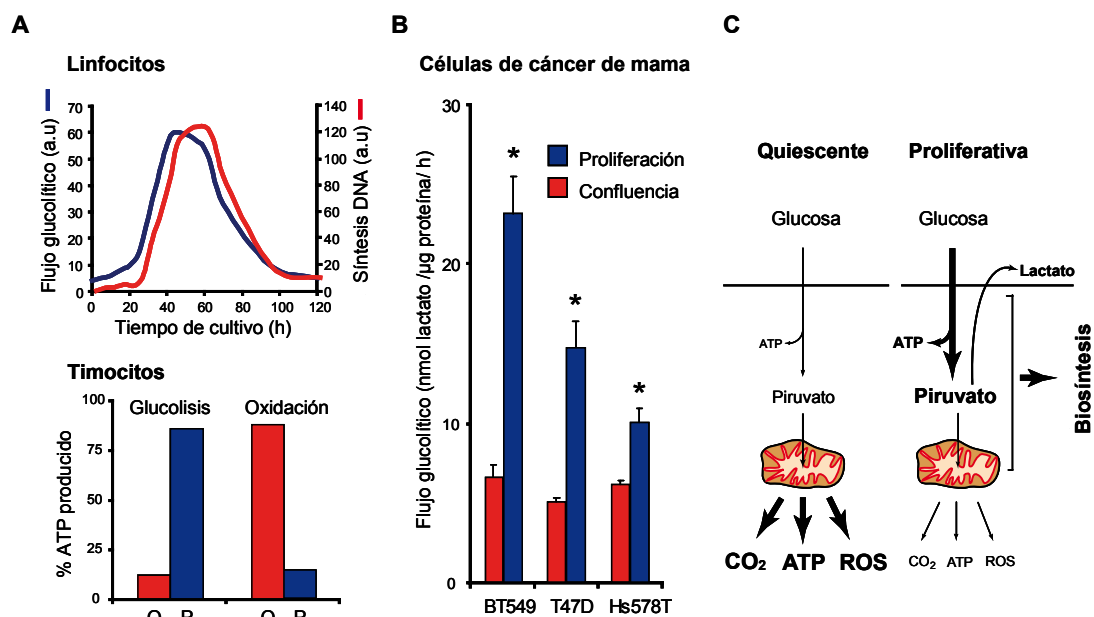 A
Linfocitos
Flujo glucolítico (a.u)
70
60
50
40
30
20
10
0
Síntesis DNA (a.u)
140
120
100
80
60
40
20
0
0 20 40 60 80 100 120
Tiempo de cultivo (h)
Timocitos
% ATP producido
100
75
50
25
0
Glucolisis Oxidación
B
Células de cáncer de mama
Flujo glucolítico (nmol lactato /µg proteína/ h)
30
20
10
0
* * *
Proliferación
Confluencia
BT549 T47D Hs578T
C
Quiescente
Glucosa
ATP
Piruvato
CO2 ATP ROS
Proliferativa
Glucosa
Lactato
ATP
Piruvato
Biosíntesis
CO2 ATP ROS